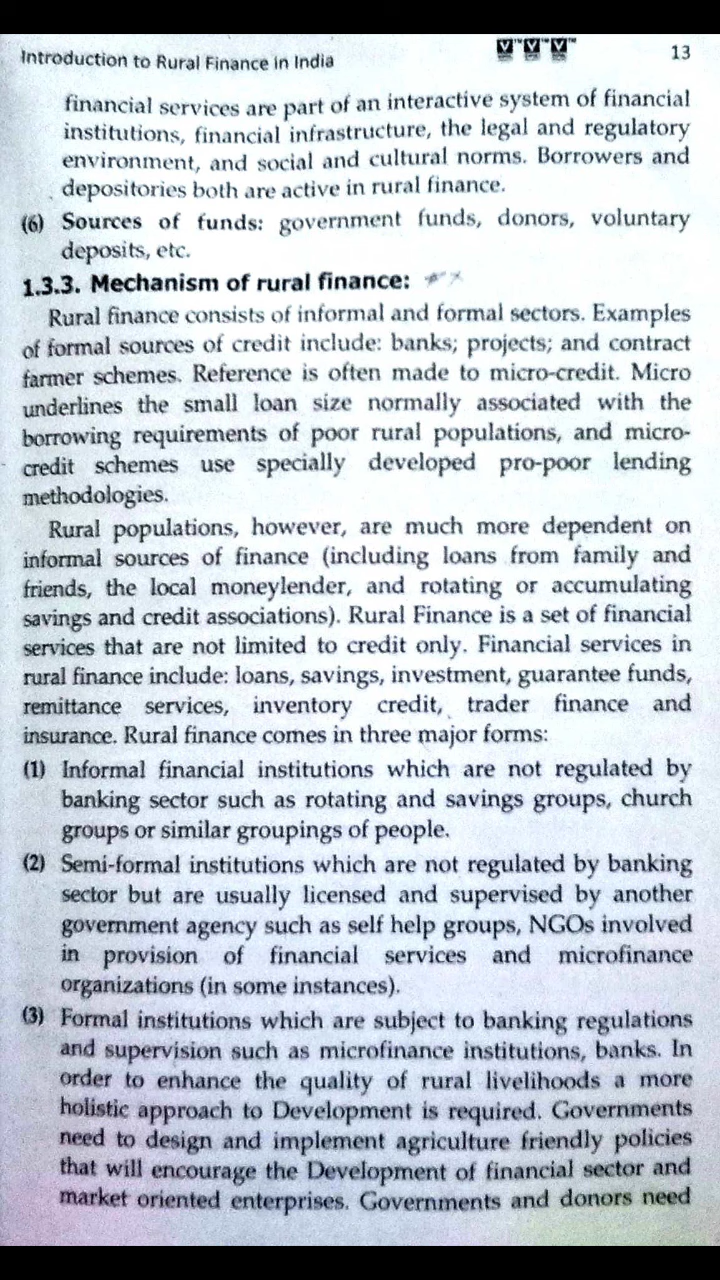 Introduction to Rural Finance in India
V™ V™ V™
13
financial services are part of an interactive system of financial
institutions, financial infrastructure, the legal and regulatory
environment, and social and cultural norms. Borrowers and
depositories both are active in rural finance.
(6) Sources of funds: government funds, donors, voluntary
deposits, etc.
1.3.3. Mechanism of rural finance:
Rural finance consists of informal and formal sectors. Examples
of formal sources of credit include: banks; projects; and contract
farmer schemes. Reference is often made to micro-credit. Micro
underlines the small loan size normally associated with the
borrowing requirements of poor rural populations, and micro-
credit schemes use specially developed pro-poor lending
methodologies.
Rural populations, however, are much more dependent on
informal sources of finance (including loans from family and
friends, the local moneylender, and rotating or accumulating
savings and credit associations). Rural Finance is a set of financial
services that are not limited to credit only. Financial services in
rural finance include: loans, savings, investment, guarantee funds,
remittance services, inventory credit, trader finance and
insurance. Rural finance comes in three major forms:
(1) Informal financial institutions which are not regulated by
banking sector such as rotating and savings groups, church
groups or similar groupings of people.
(2) Semi-formal institutions which are not regulated by banking
sector but are usually licensed and supervised by another
government agency such as self help groups, NGOs involved
in provision of financial services and microfinance
organizations (in some instances).
(3) Formal institutions which are subject to banking regulations
and supervision such as microfinance institutions, banks. In
order to enhance the quality of rural livelihoods a more
holistic approach to Development is required. Governments
need to design and implement agriculture friendly policies
that will encourage the Development of financial sector and
market oriented enterprises. Governments and donors need